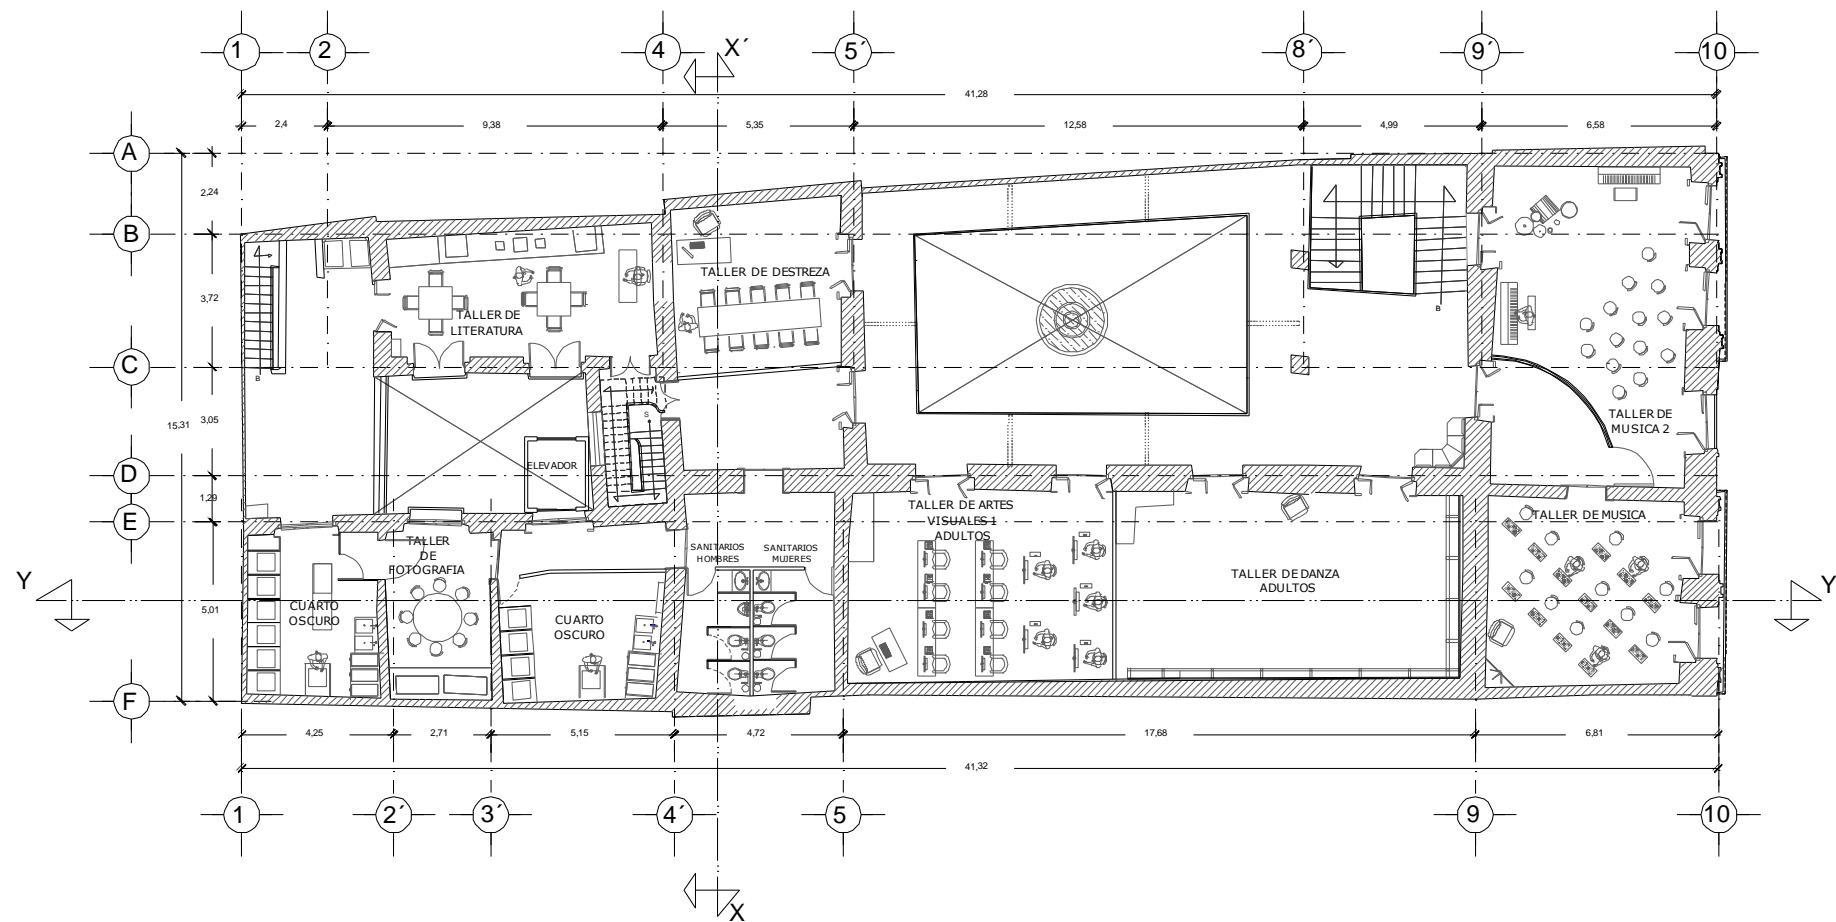 1
2
4
X´
5´
8´
9´
10
41,28
2,4
9,38
5,35
12,58
4,99
6,58
A
B
C
D
E
F
2,24
3,72
15,31
3,05
1,29
5,01
TALLER DE DESTREZA
TALLER DE
LITERATURA
B
B
S
ELEVADOR
TALLER DE
MUSICA 2
TALLER
DE
FOTOGRAFIA
CUARTO
OSCURO
CUARTO
OSCURO
SANITARIOS
HOMBRES
SANITARIOS
MUJERES
TALLER DE ARTES
VISUALES 1
ADULTOS
TALLER DE DANZA
ADULTOS
TALLER DE MUSICA
Y
Y
4,25
2,71
5,15
4,72
17,68
6,81
41,32
1
2´
3´
4´
5
9
10
X